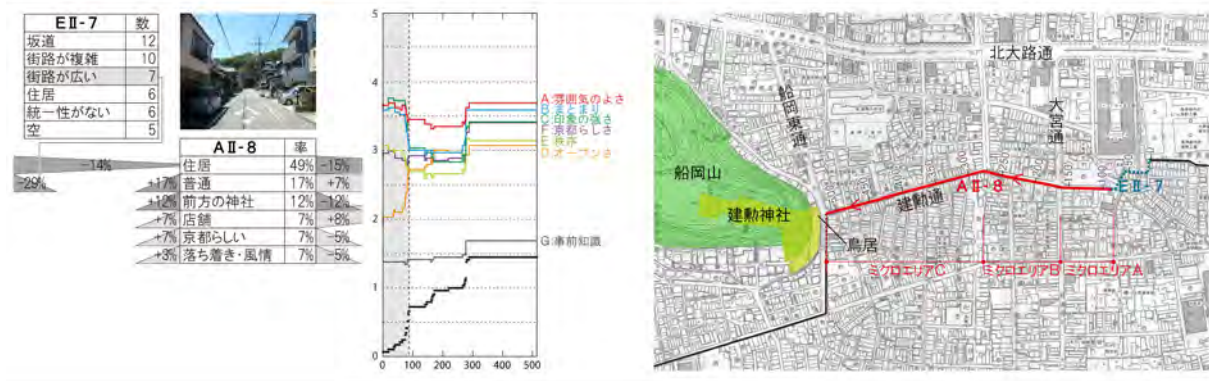 EⅡ-7 数
坂道 12
街路が複雑 10
街路が広い 7
住居 6
統一性がない 6
空 5
AⅡ-8 率
-14% 住居 49% -15%
-29% +17% 普通 17% +7%
+12% 前方の神社 12% -12%
+7% 店舗 7% +8%
+7% 京都らしい 7% -5%
+3% 落ち着き・風情 7% -5%
5
4
3
2
1
0
0 100 200 300 400 500
A:雰囲気のよさ
B:まとまり
C:印象の強さ
F:京都らしさ
E:秩序
D:オープンさ
G:事前知識
北大路通
船岡東通
大宮通
船岡山
AⅡ-8
EⅡ-7
建勲通
建勲神社
鳥居
ミクロエリアC
ミクロエリアB
ミクロエリアA